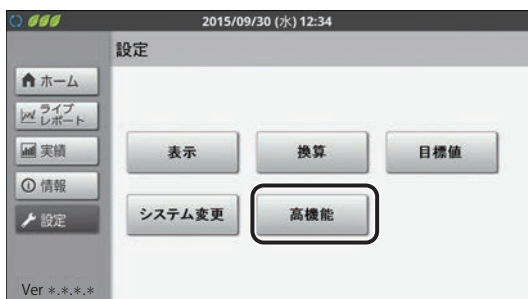 2015/09/30 (水) 12:34
設定
ホーム
ライブ
レポート
実績
情報
設定
表示
換算
目標値
システム変更
高機能
Ver *.*.*.*